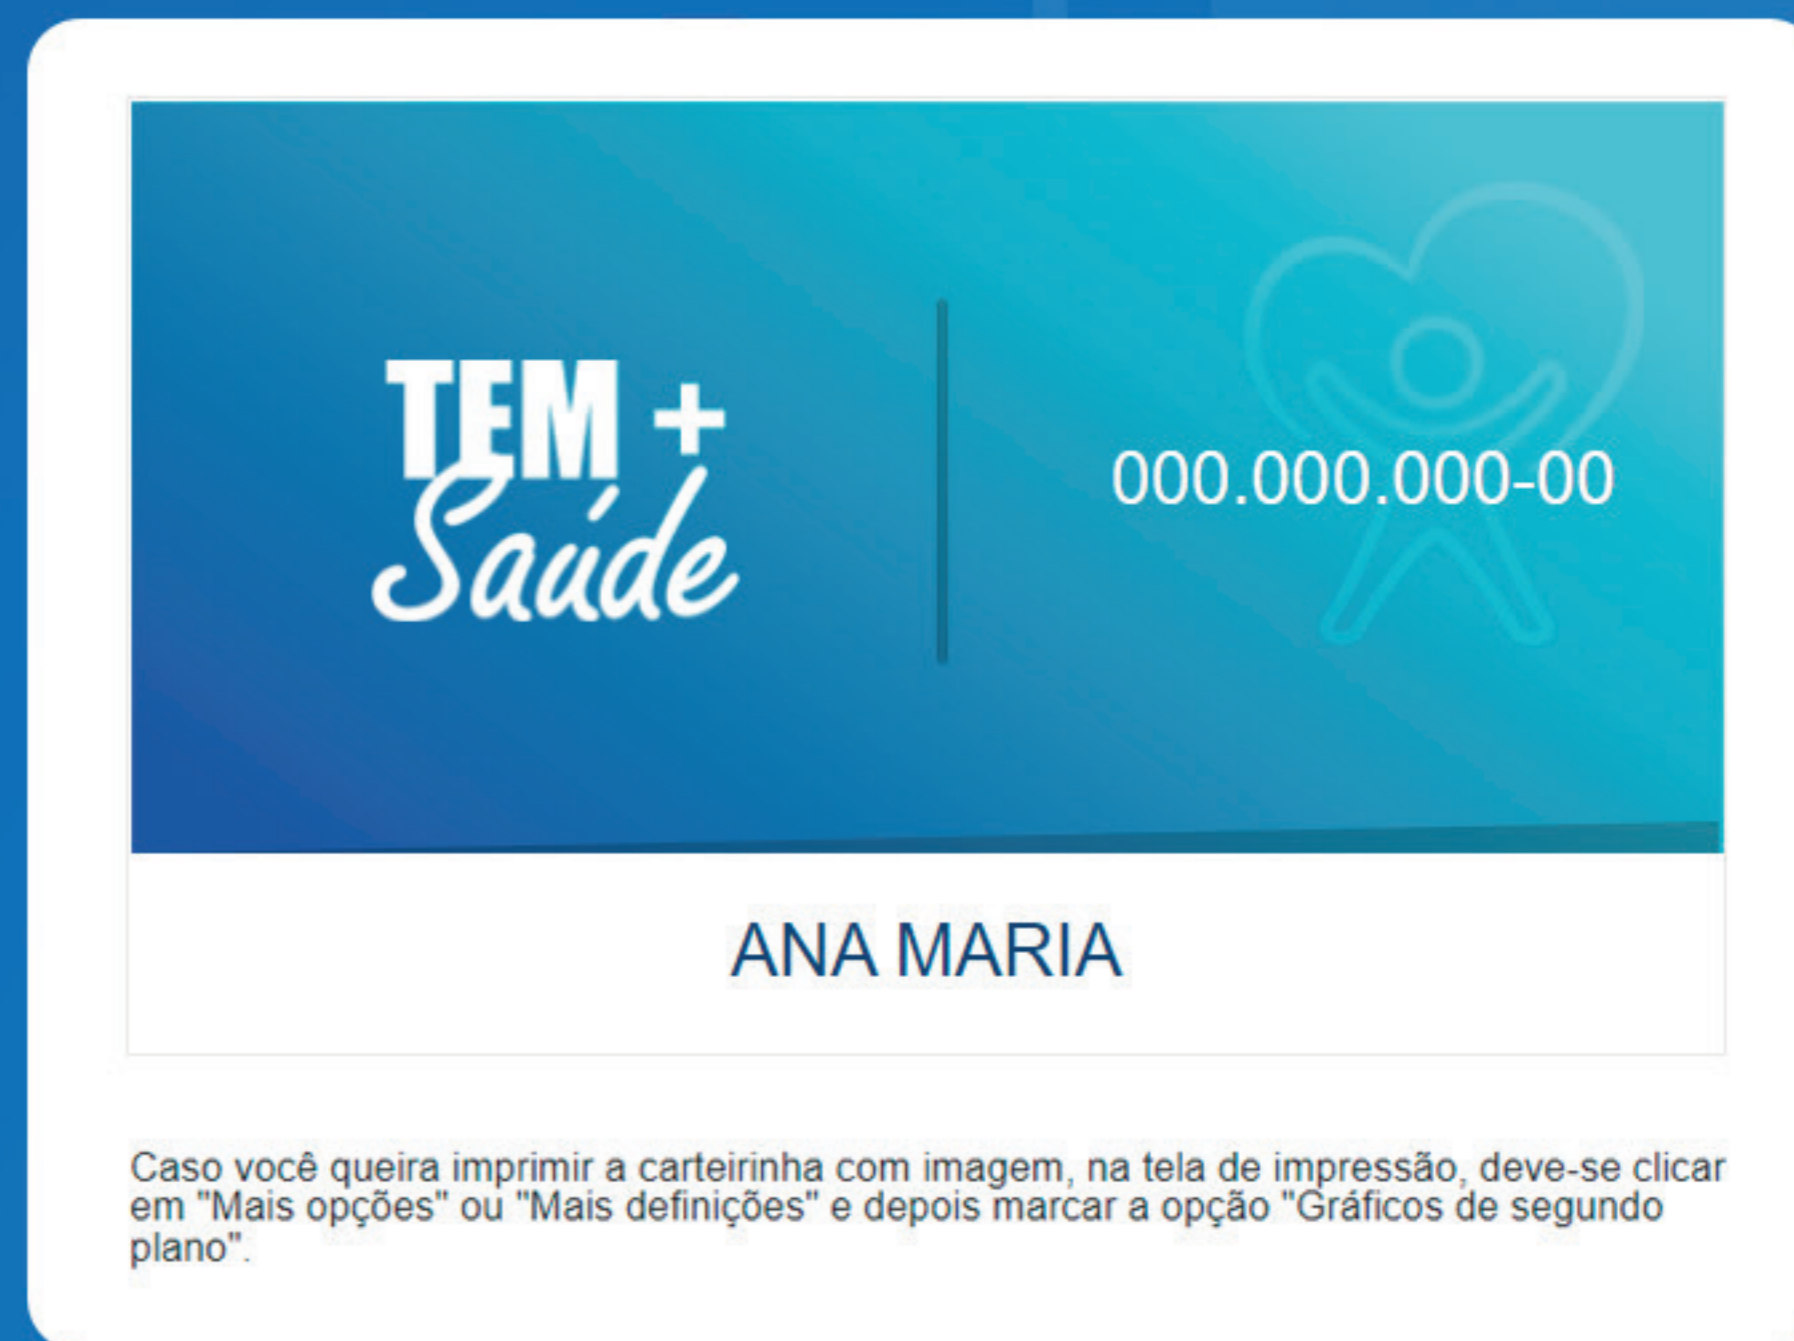 TEM +
Saúde
000.000.000-00
ANA MARIA
Caso você queira imprimir a carteirinha com imagem, na tela de impressão, deve-se clicar
em "Mais opções" ou "Mais definições" e depois marcar a opção "Gráficos de segundo
plano".